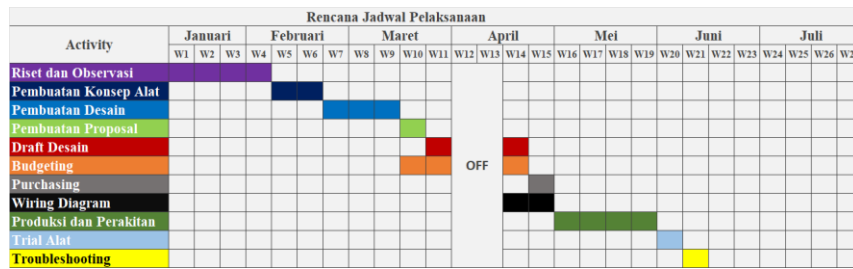 Rencana Jadwal Pelaksanaan
Activity
Januari Februari Maret April Mei Juni Juli
W1 W2 W3 W4 W5 W6 W7 W8 W9 W10 W11 W12 W13 W14 W15 W16 W17 W18 W19 W20 W21 W22 W23 W24 W25 W26
Riset dan Observasi
Pembuatan Konsep Alat
Pembuatan Desain
Pembuatan Proposal
Draft Desain
Budgeting
OFF
Purchasing
Wiring Diagram
Produksi dan Perakitan
Trial Alat
Troubleshooting